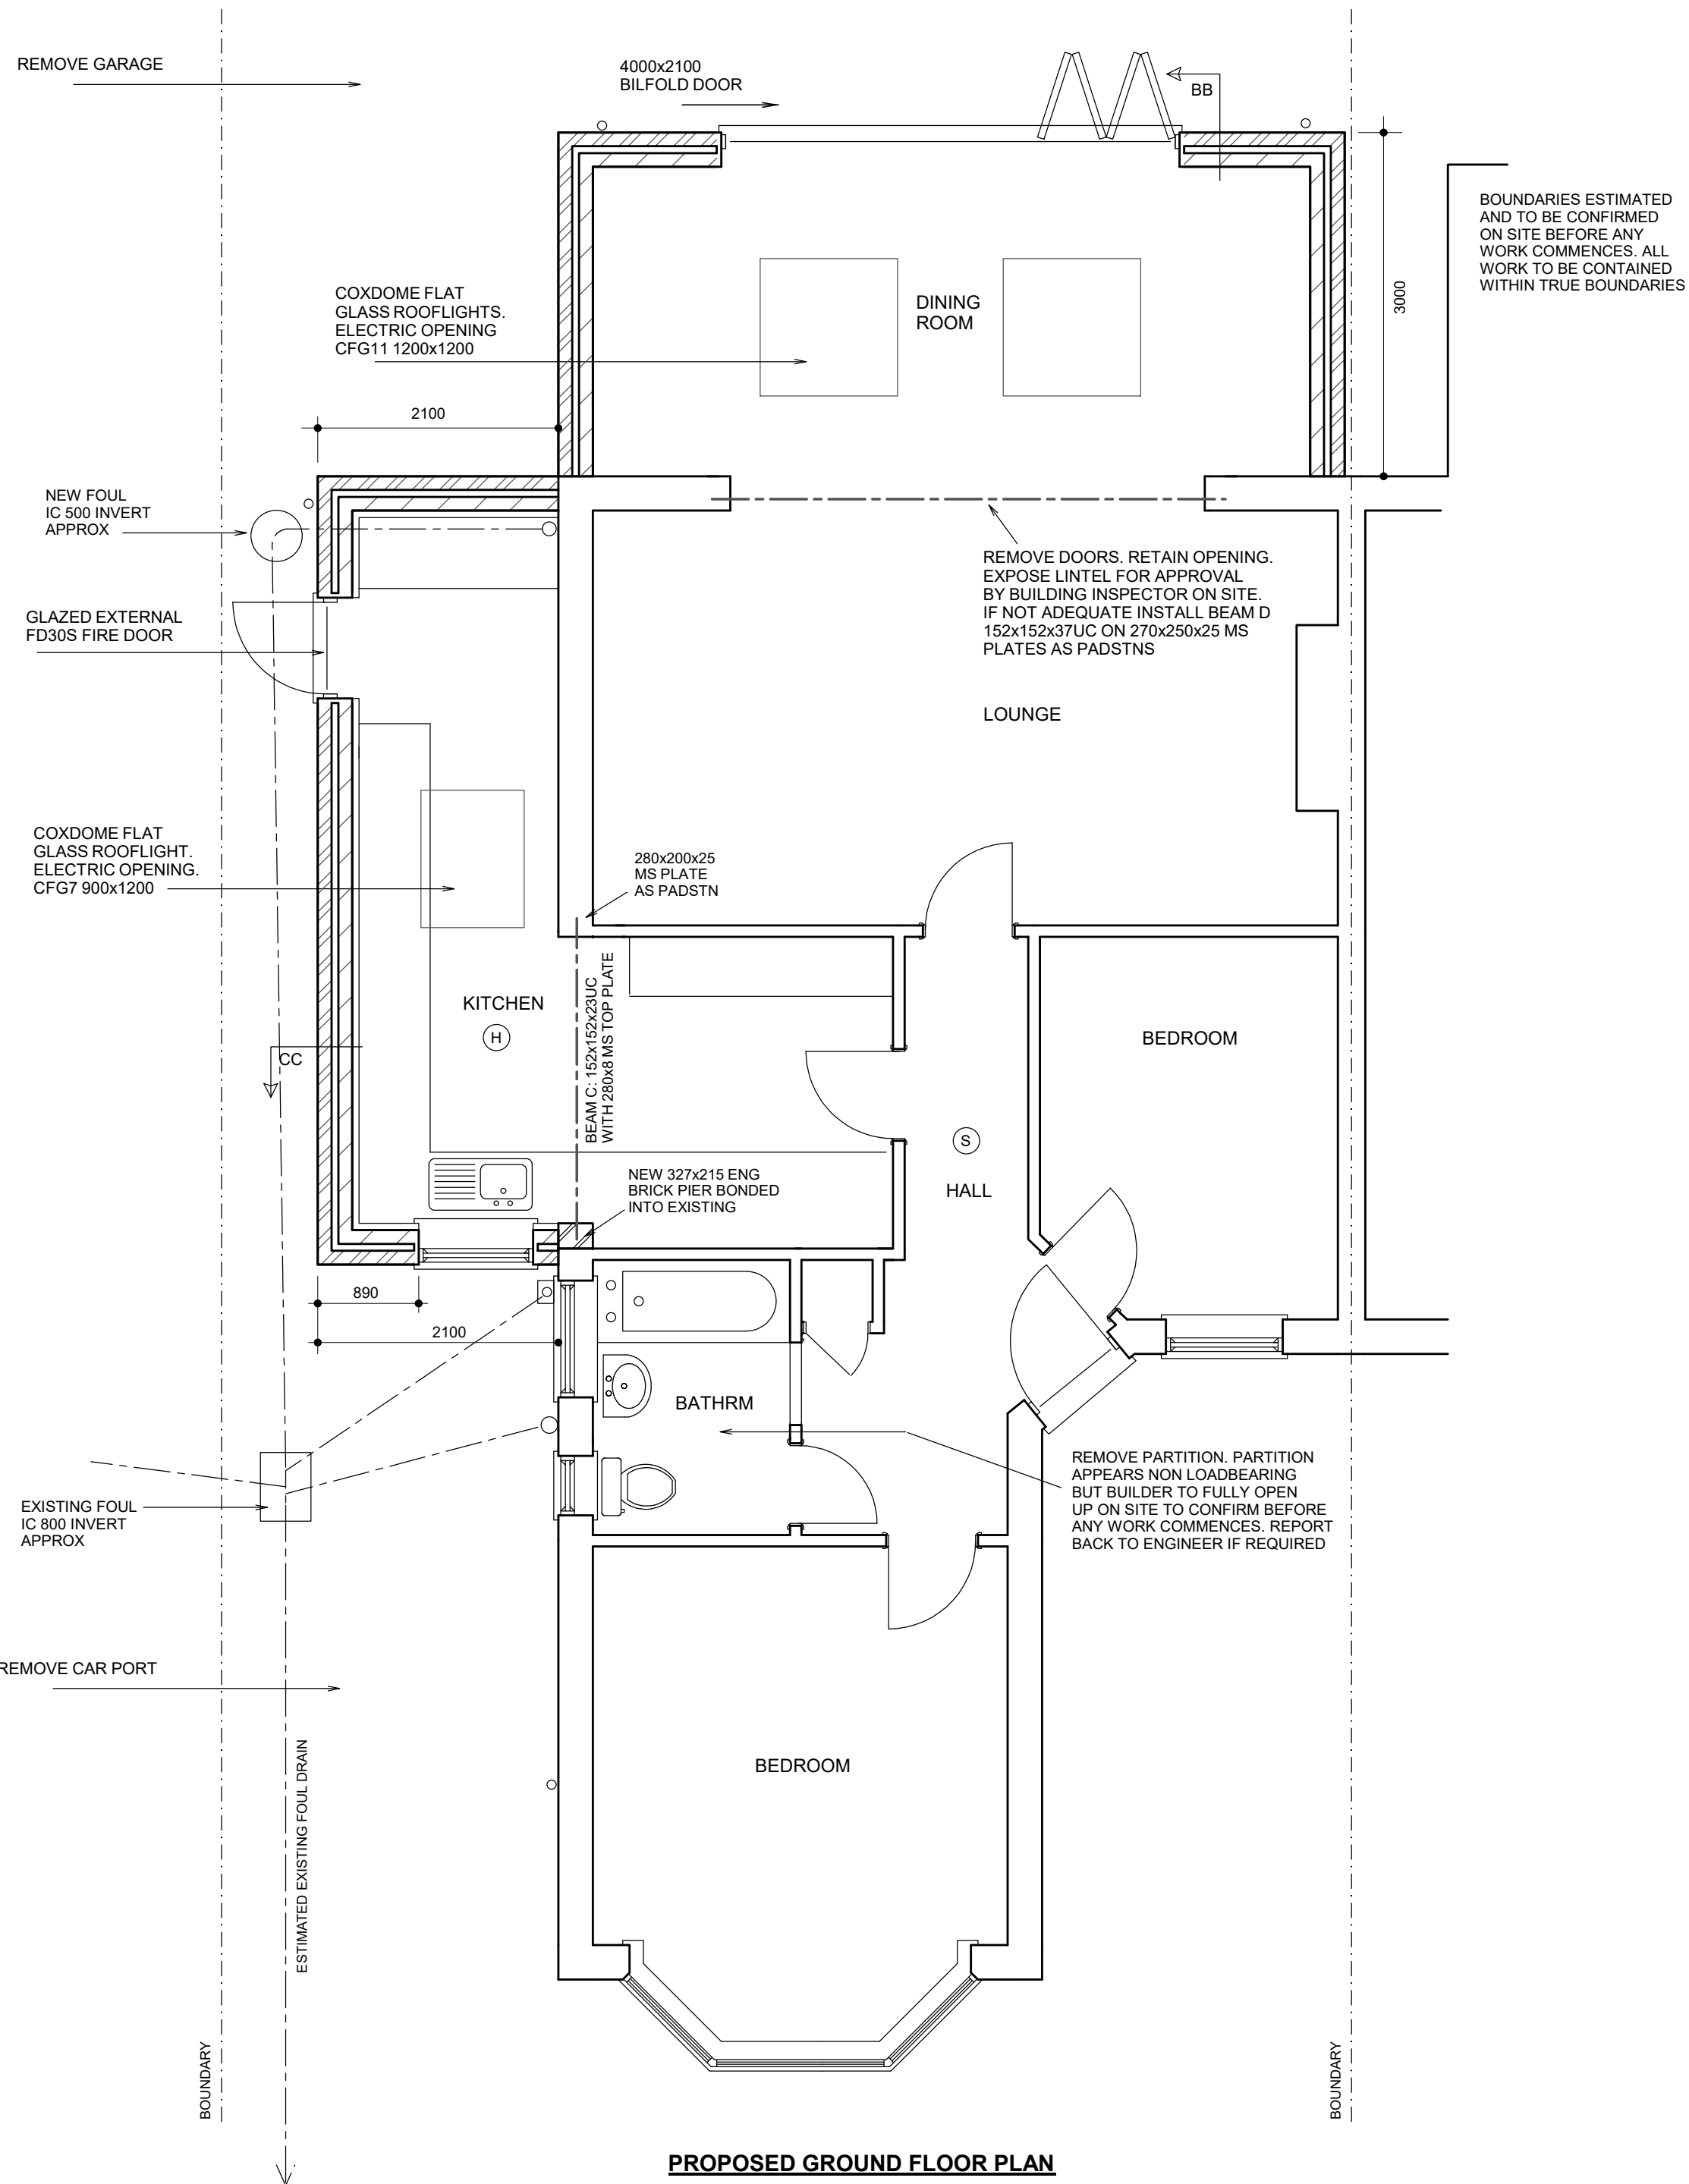 REMOVE GARAGE
4000x2100
BILFOLD DOOR
BB
BOUNDARIES ESTIMATED
AND TO BE CONFIRMED
ON SITE BEFORE ANY
WORK COMMENCES. ALL
WORK TO BE CONTAINED
WITHIN TRUE BOUNDARIES
3000
COXDOME FLAT
GLASS ROOFLIGHTS.
ELECTRIC OPENING
CFG11 1200x1200
DINING
ROOM
2100
NEW FOUL
IC 500 INVERT
APPROX
REMOVE DOORS. RETAIN OPENING.
EXPOSE LINTEL FOR APPROVAL
BY BUILDING INSPECTOR ON SITE.
IF NOT ADEQUATE INSTALL BEAM D
152x152x37UC ON 270x250x25 MS
PLATES AS PADSTNS
GLAZED EXTERNAL
FD30S FIRE DOOR
LOUNGE
COXDOME FLAT
GLASS ROOFLIGHT.
ELECTRIC OPENING.
CFG7 900x1200
280x200x25
MS PLATE
AS PADSTN
BEAM C: 152x152x23UC
WITH 280x8 MS TOP PLATE
KITCHEN
H
BEDROOM
CC
S
HALL
NEW 327x215 ENG
BRICK PIER BONDED
INTO EXISTING
890
2100
BATHRM
REMOVE PARTITION. PARTITION
APPEARS NON LOADBEARING
BUT BUILDER TO FULLY OPEN
UP ON SITE TO CONFIRM BEFORE
ANY WORK COMMENCES. REPORT
BACK TO ENGINEER IF REQUIRED
EXISTING FOUL
IC 800 INVERT
APPROX
REMOVE CAR PORT
BEDROOM
ESTIMATED EXISTING FOUL DRAIN
BOUNDARY
BOUNDARY
PROPOSED GROUND FLOOR PLAN